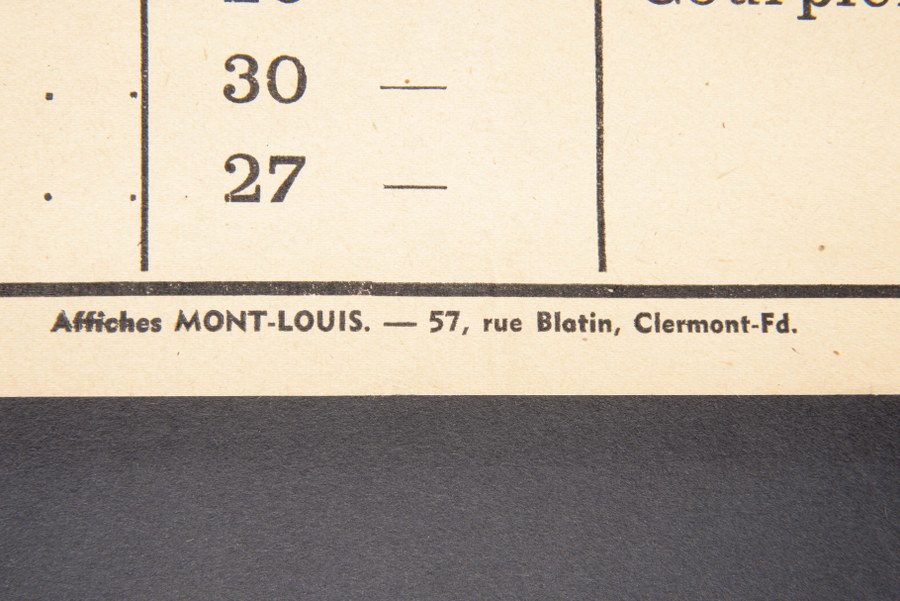 . . 30 —
. . 27 —
Affiches MONT-LOUIS. — 57, rue Blatin, Clermont-Fd.